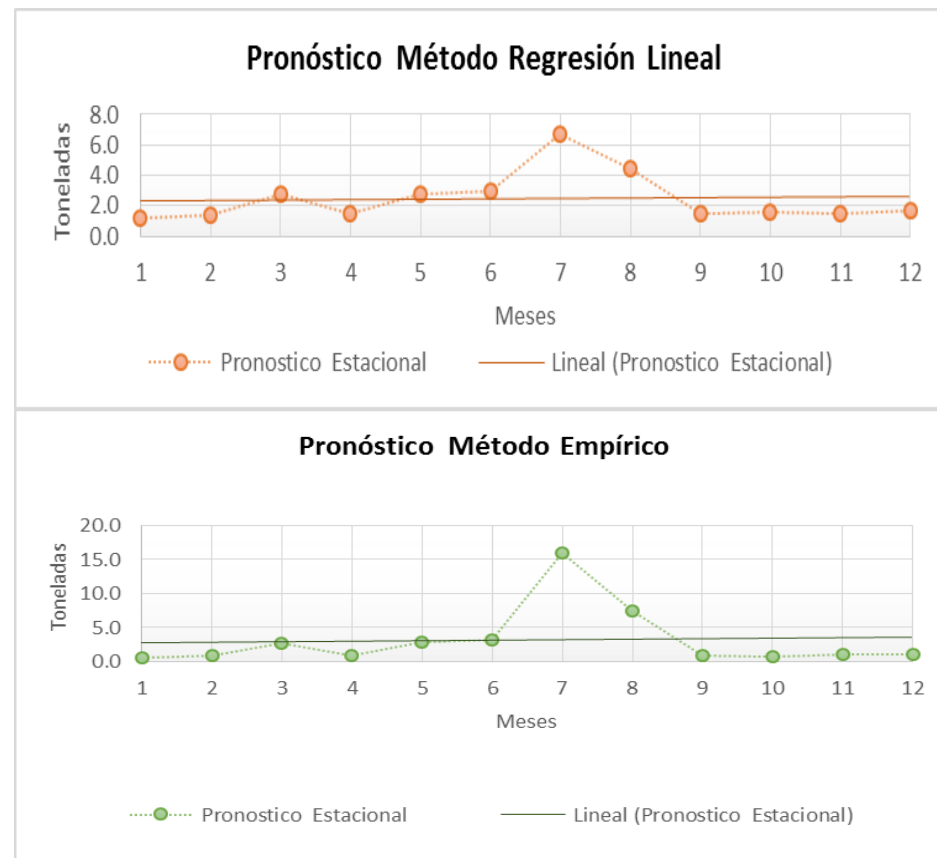 Pronóstico Método Regresión Lineal
Toneladas
8.0
6.0
4.0
2.0
0.0
1 2 3 4 5 6 7 8 9 10 11 12
Meses
Pronostico Estacional Lineal (Pronostico Estacional)
Pronóstico Método Empírico
Toneladas
20.0
15.0
10.0
5.0
0.0
1 2 3 4 5 6 7 8 9 10 11 12
Meses
Pronostico Estacional Lineal (Pronostico Estacional)